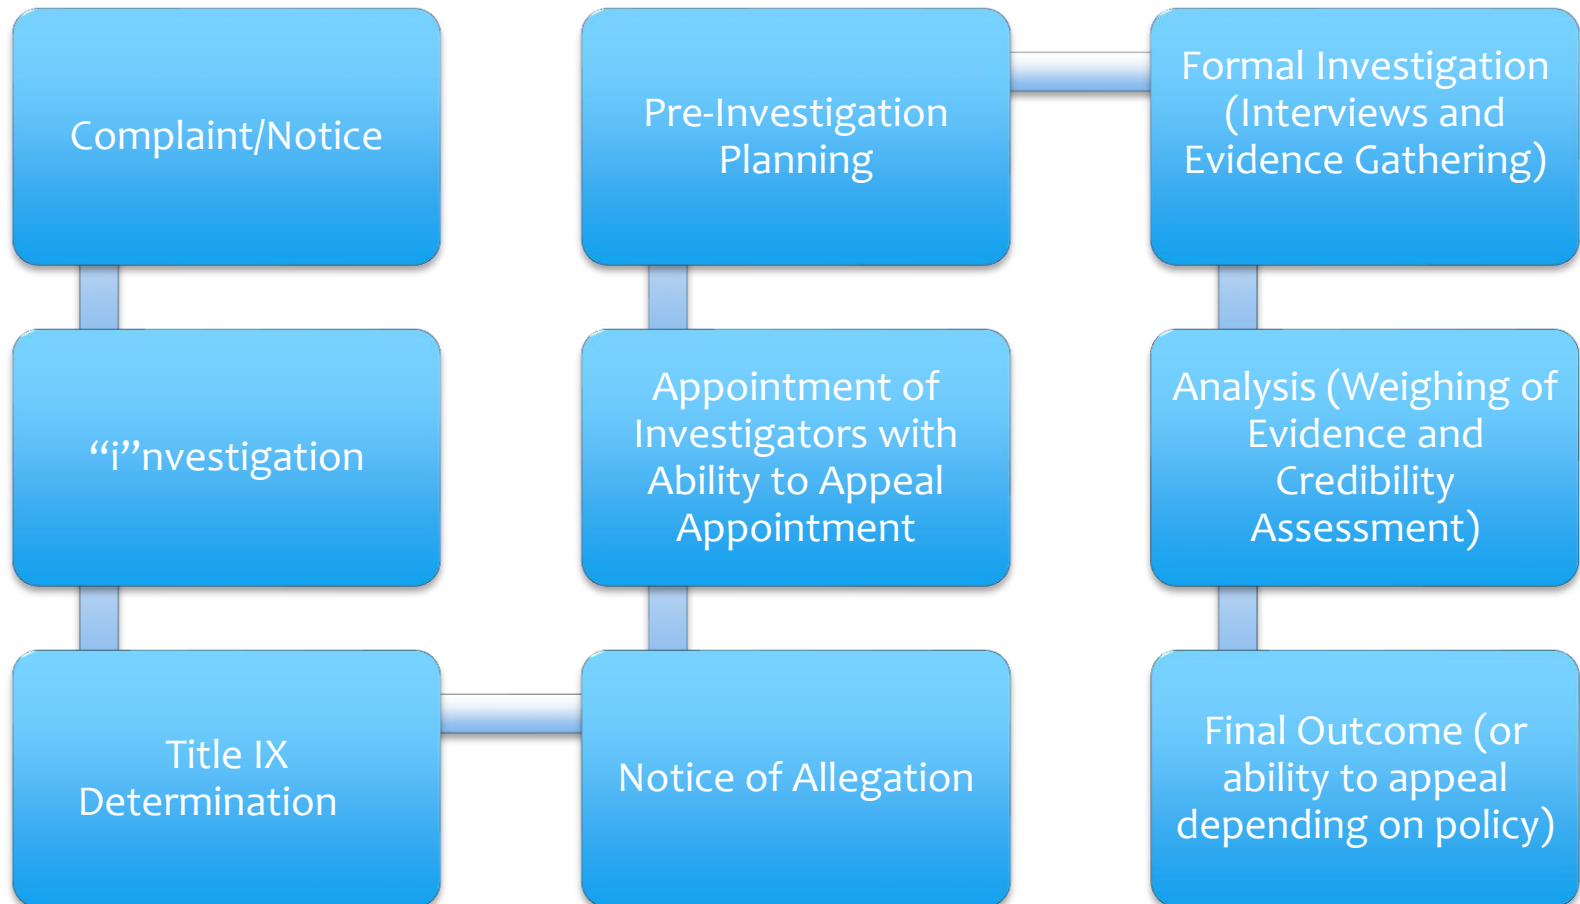 Complaint/Notice
“i”nvestigation
Title IX
Determination
Notice of Allegation
Appointment of
Investigators with
Ability to Appeal
Appointment
Pre-Investigation
Planning
Formal Investigation
(Interviews and
Evidence Gathering)
Analysis (Weighing of
Evidence and
Credibility
Assessment)
Final Outcome (or
ability to appeal
depending on policy)